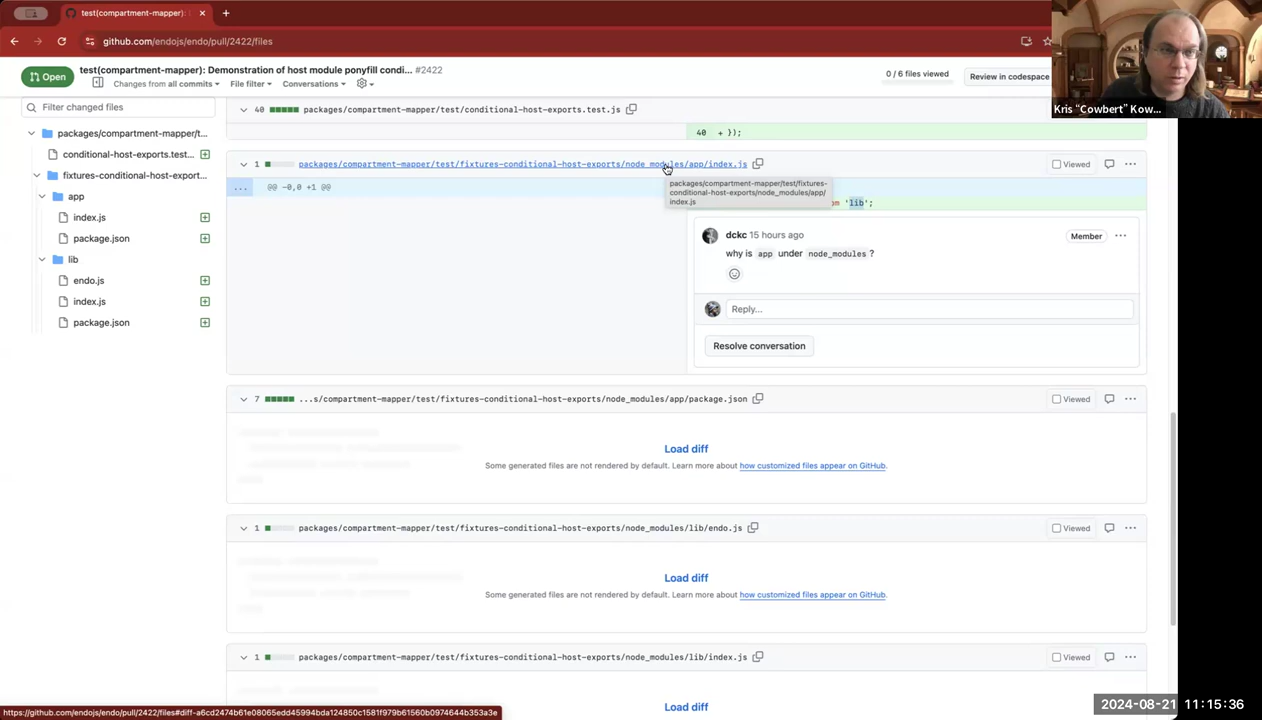 test(compartment-mapper):
github.com/endojs/endo/pull/2422/files
Open
test(compartment-mapper): Demonstration of host module ponyfill condi... #2422
Changes from all commits
File filter
Conversations
0 / 6 files viewed
Review in codespace
Kris "Cowbert" Kow...
Filter changed files
packages/compartment-mapper/t...
conditional-host-exports.test...
fixtures-conditional-host-export...
app
index.js
package.json
lib
endo.js
index.js
package.json
40 packages/compartment-mapper/test/conditional-host-exports.test.js
40 + });
1 packages/compartment-mapper/test/fixtures-conditional-host-exports/node_modules/app/index.js
Viewed
... @@ -0,0 +1 @@
packages/compartment-mapper/test/fixtures-
conditional-host-exports/node_modules/app/
index.js
'lib';
dckc 15 hours ago
Member
why is app under node_modules ?
Reply...
Resolve conversation
7 ...s/compartment-mapper/test/fixtures-conditional-host-exports/node_modules/app/package.json
Viewed
Load diff
Some generated files are not rendered by default. Learn more about how customized files appear on GitHub.
1 packages/compartment-mapper/test/fixtures-conditional-host-exports/node_modules/lib/endo.js
Viewed
Load diff
Some generated files are not rendered by default. Learn more about how customized files appear on GitHub.
1 packages/compartment-mapper/test/fixtures-conditional-host-exports/node_modules/lib/index.js
Viewed
Load diff
https://github.com/endojs/endo/pull/2422/files#diff-a6cd2474b61e08065edd45994bda124850c1581f979b61560b0974644b353a3e
2024-08-21 11:15:36